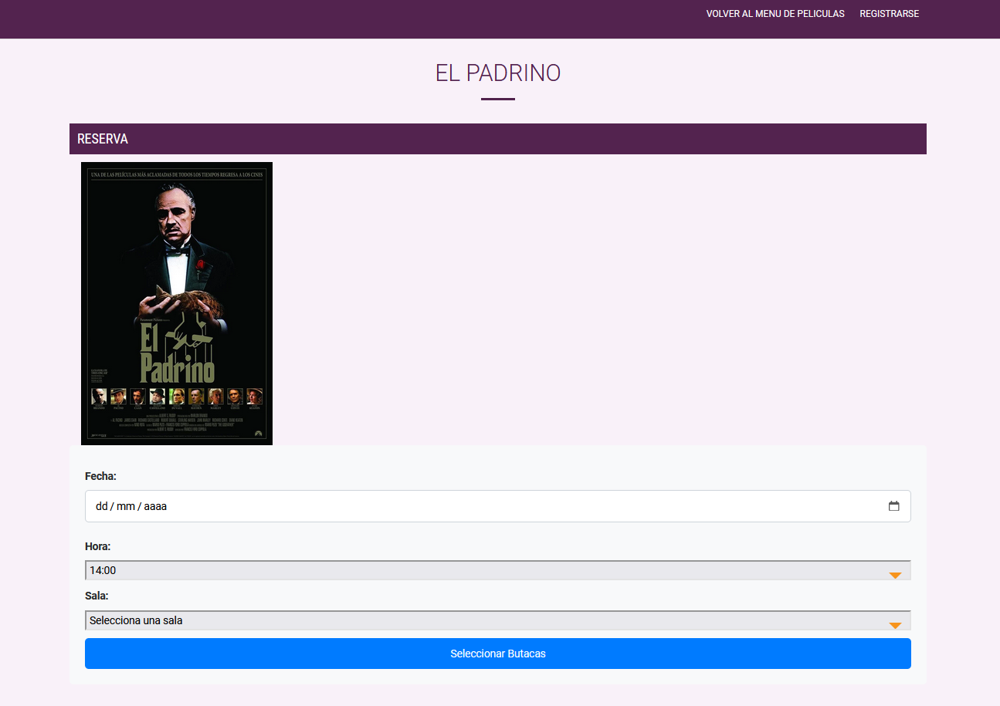 VOLVER AL MENU DE PELICULAS REGISTRARSE
EL PADRINO
RESERVA
UNA DE LAS PELÍCULAS MÁS ACLAMADAS DE TODOS LOS TIEMPOS REGRESA A LOS CINES
El
Padrino
Fecha:
dd / mm / aaaa
Hora:
14:00
Sala:
Selecciona una sala
Seleccionar Butacas